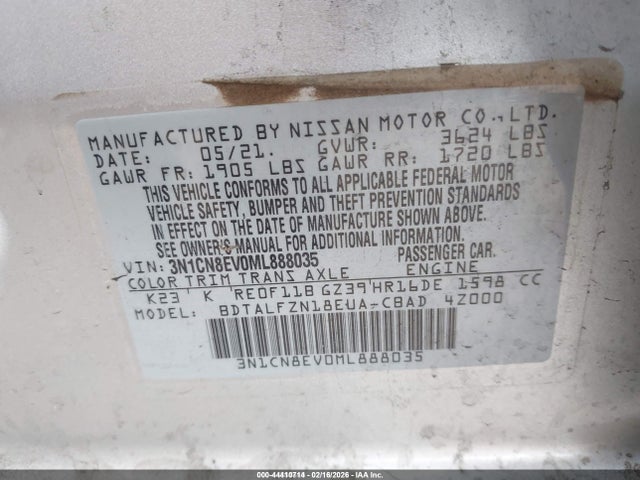 MANUFACTURED BY NISSAN MOTOR CO., LTD.
DATE: 05/21. GVWR: 3624 LBS
GAWR FR: 1905 LBS GAWR RR: 1720 LBS
THIS VEHICLE CONFORMS TO ALL APPLICABLE FEDERAL MOTOR
VEHICLE SAFETY, BUMPER AND THEFT PREVENTION STANDARDS
IN EFFECT ON THE DATE OF MANUFACTURE SHOWN ABOVE.
SEE OWNER'S MANUAL FOR ADDITIONAL INFORMATION.
VIN: 3N1CN8EV0ML888035 PASSENGER CAR.
COLOR TRIM TRANS AXLE ENGINE
K23 K RE0F11B GZ39 HR16DE 1598 CC
MODEL: BDTALFZN18EUA-CBAD 4Z000
3N1CN8EV0ML888035
000-44410714 - 02/16/2026 - IAA Inc.